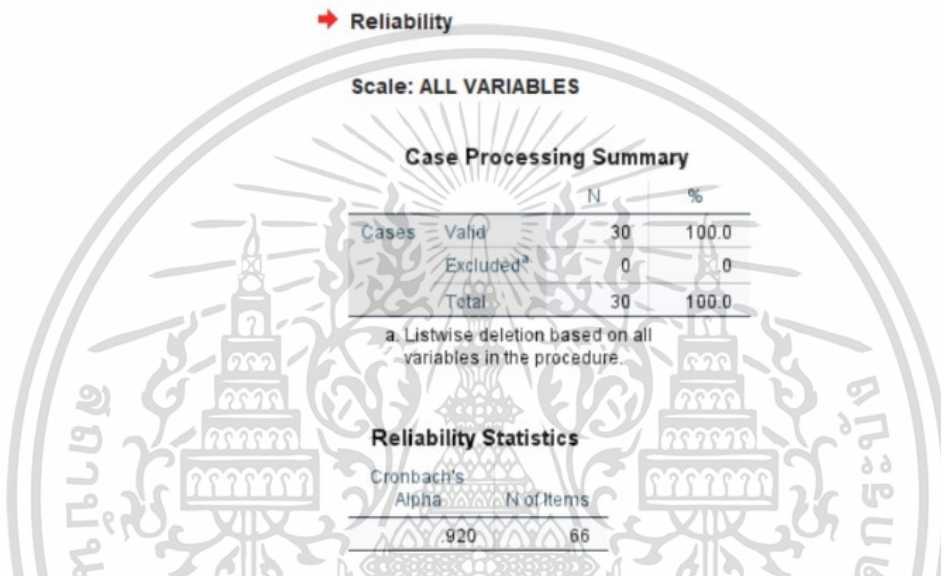 Reliability
Scale: ALL VARIABLES
Case Processing Summary
N %
Cases Valid 30 100.0
Excludedª 0 .0
Total 30 100.0
a. Listwise deletion based on all
variables in the procedure.
Reliability Statistics
Cronbach's
Alpha N of Items
.920 66